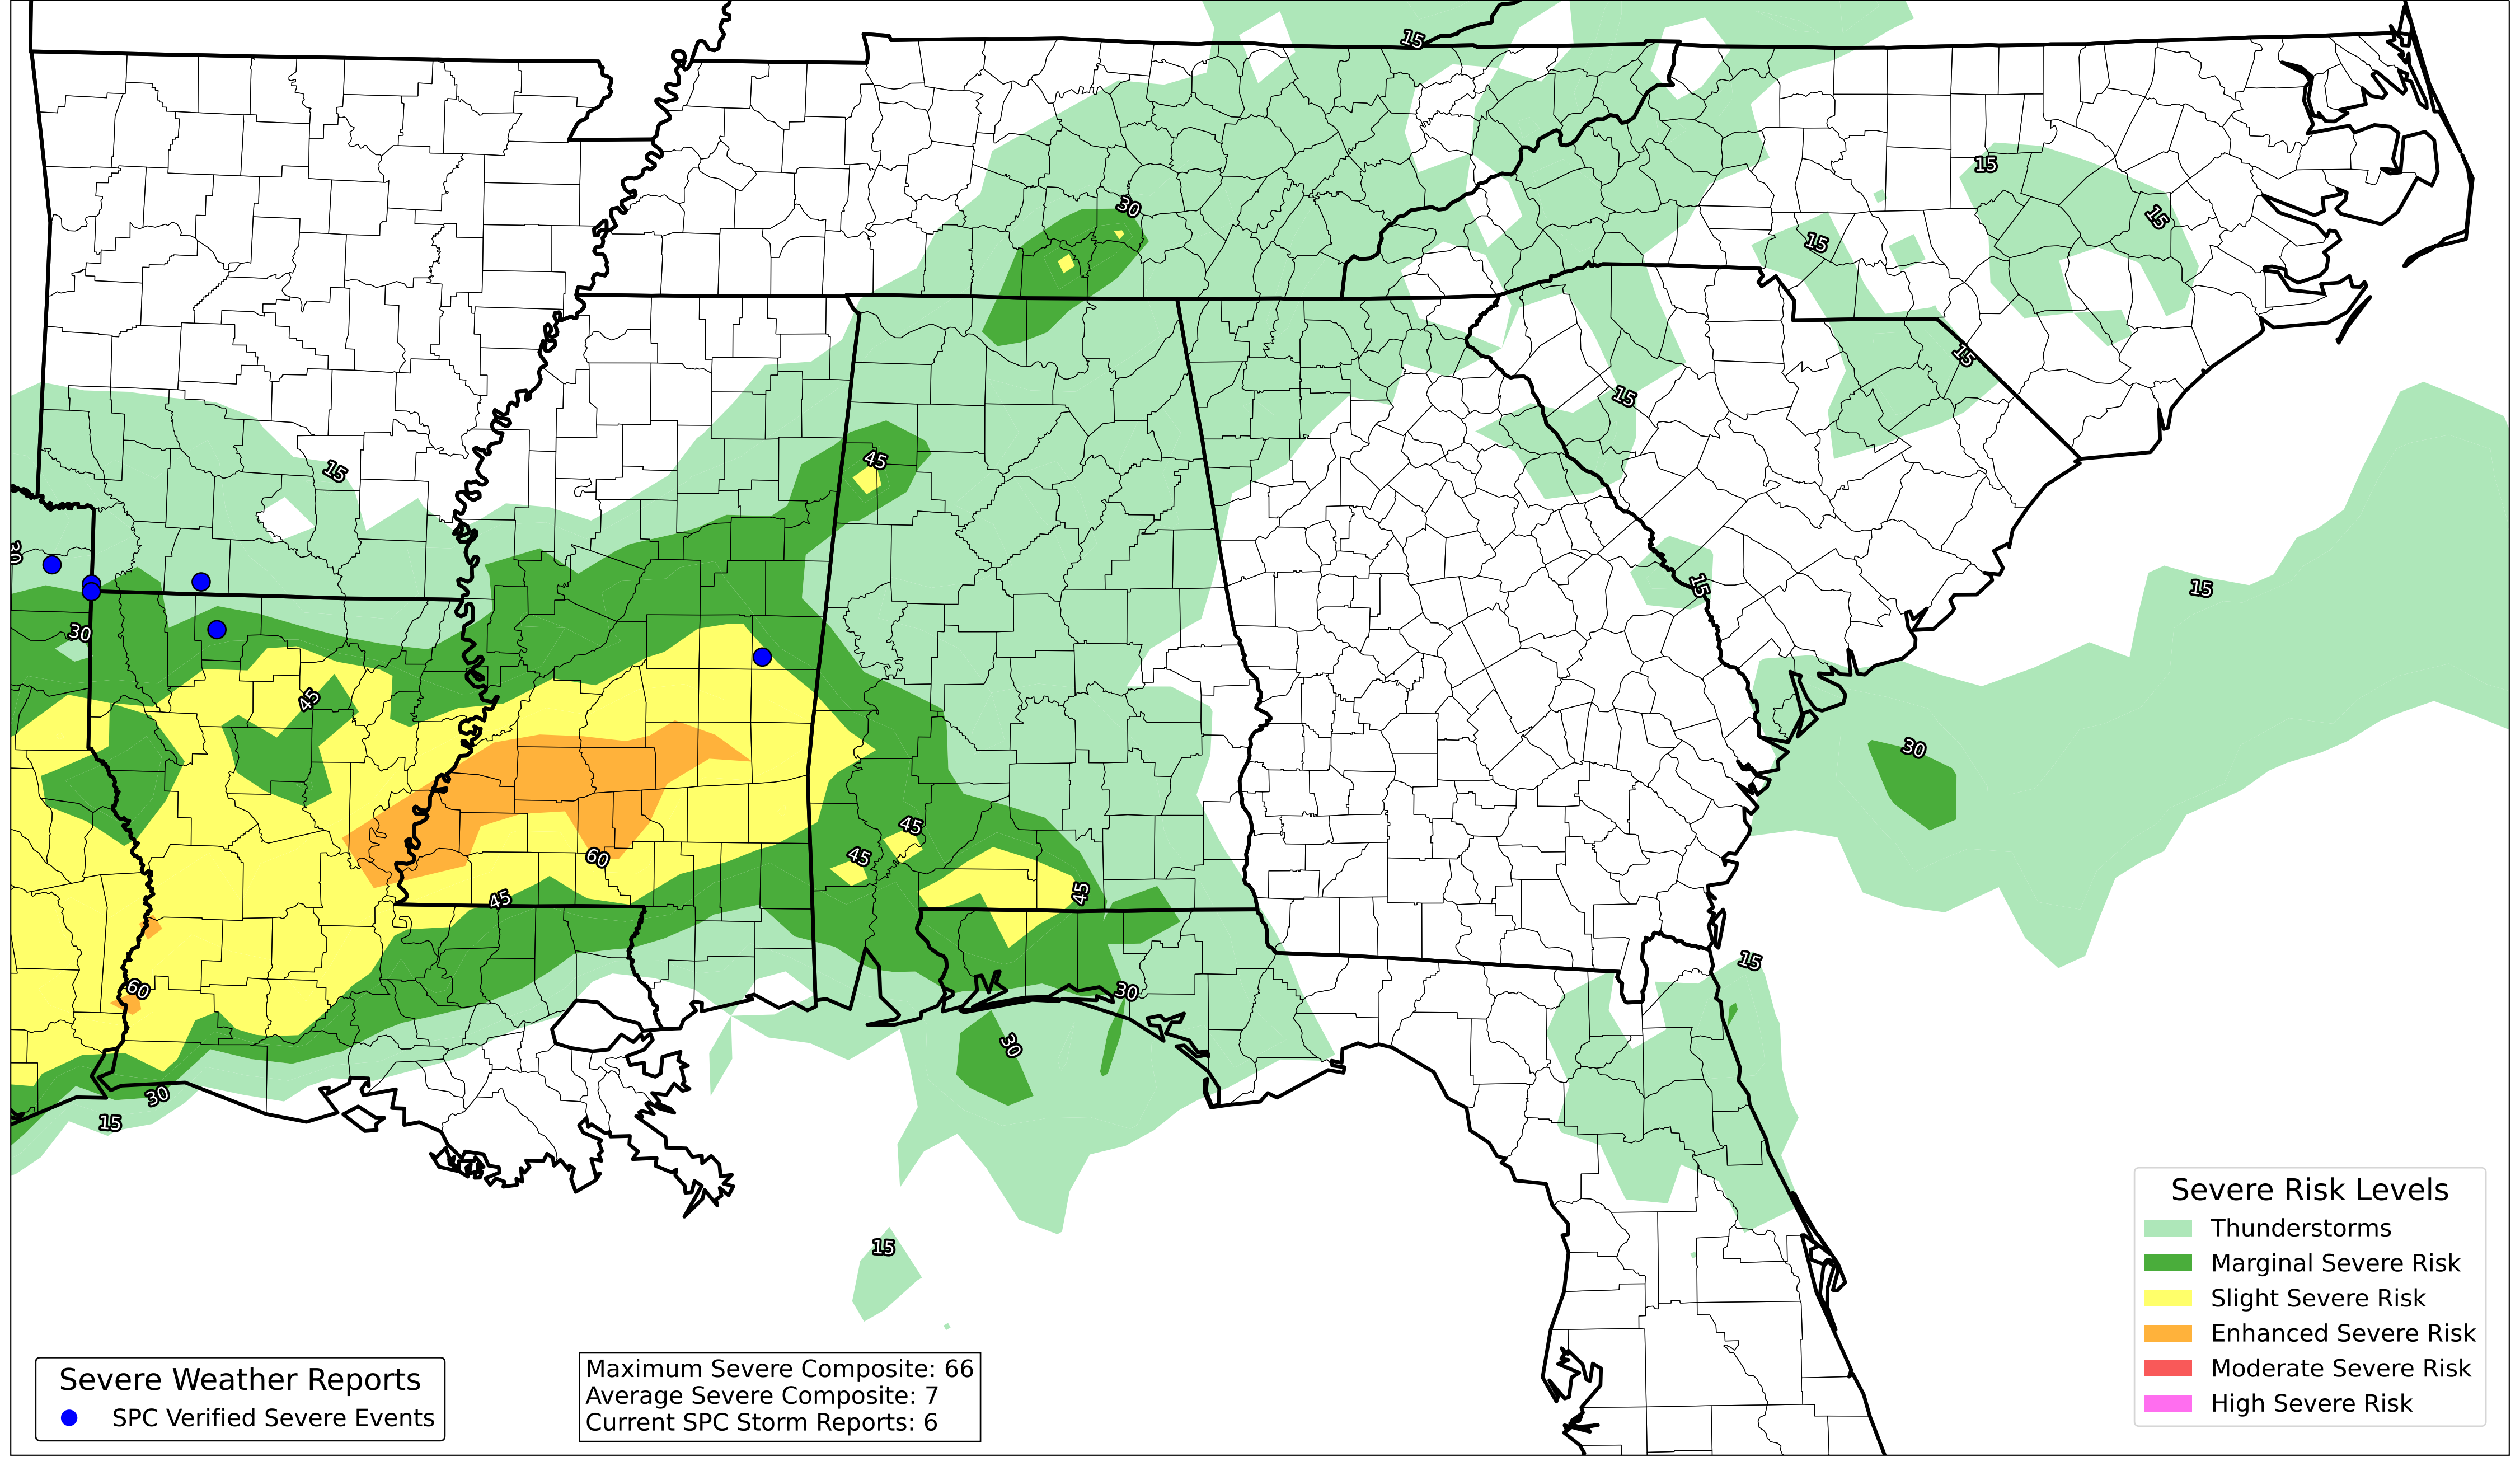 15
15
15
30
15
15
15
45
15
15
30
15
15
30
45
30
45
45
60
45
45
15
60
30
30
30
15
15
Severe Risk Levels
Thunderstorms
Marginal Severe Risk
Slight Severe Risk
Enhanced Severe Risk
Moderate Severe Risk
High Severe Risk
Severe Weather Reports
SPC Verified Severe Events
Maximum Severe Composite: 66
Average Severe Composite: 7
Current SPC Storm Reports: 6